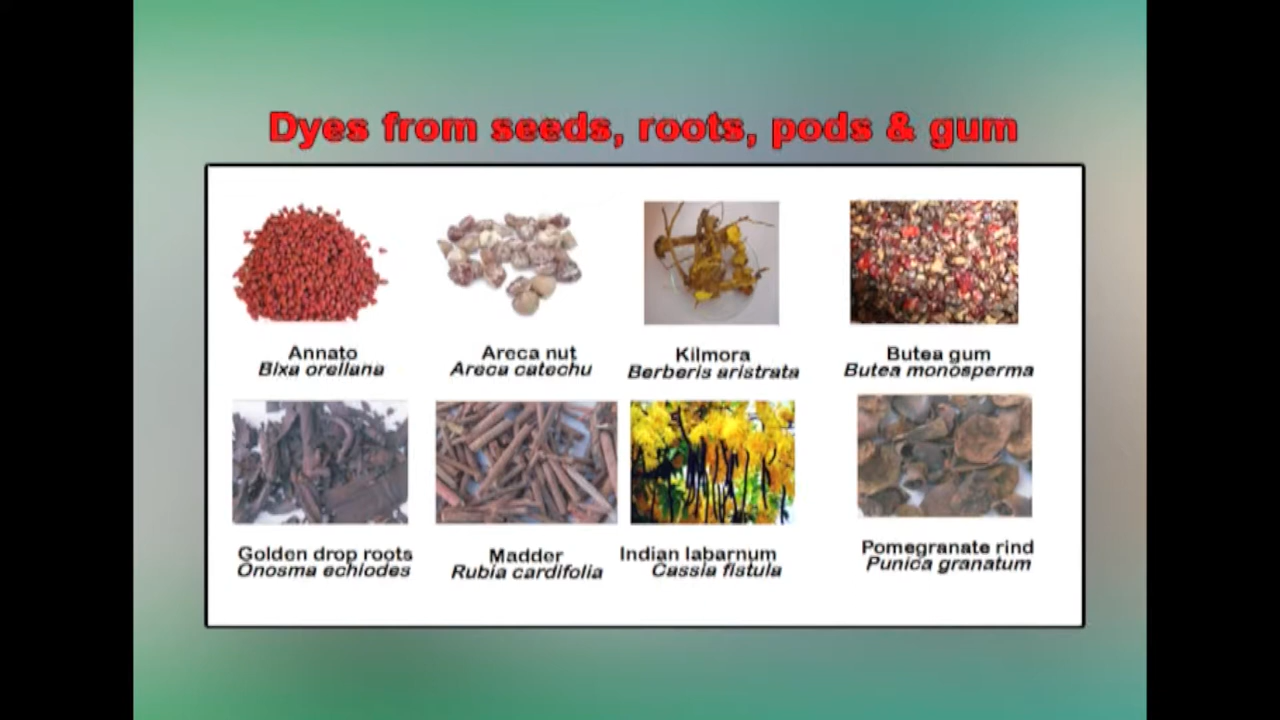 Dyes from seeds, roots, pods & gum
Annato
Bixa orellana
Areca nut
Areca catechu
Kilmora
Berberis aristrata
Butea gum
Butea monosperma
Golden drop roots
Onosma echiodes
Madder
Rubia cardifolia
Indian labarnum
Cassia fistula
Pomegranate rind
Punica granatum